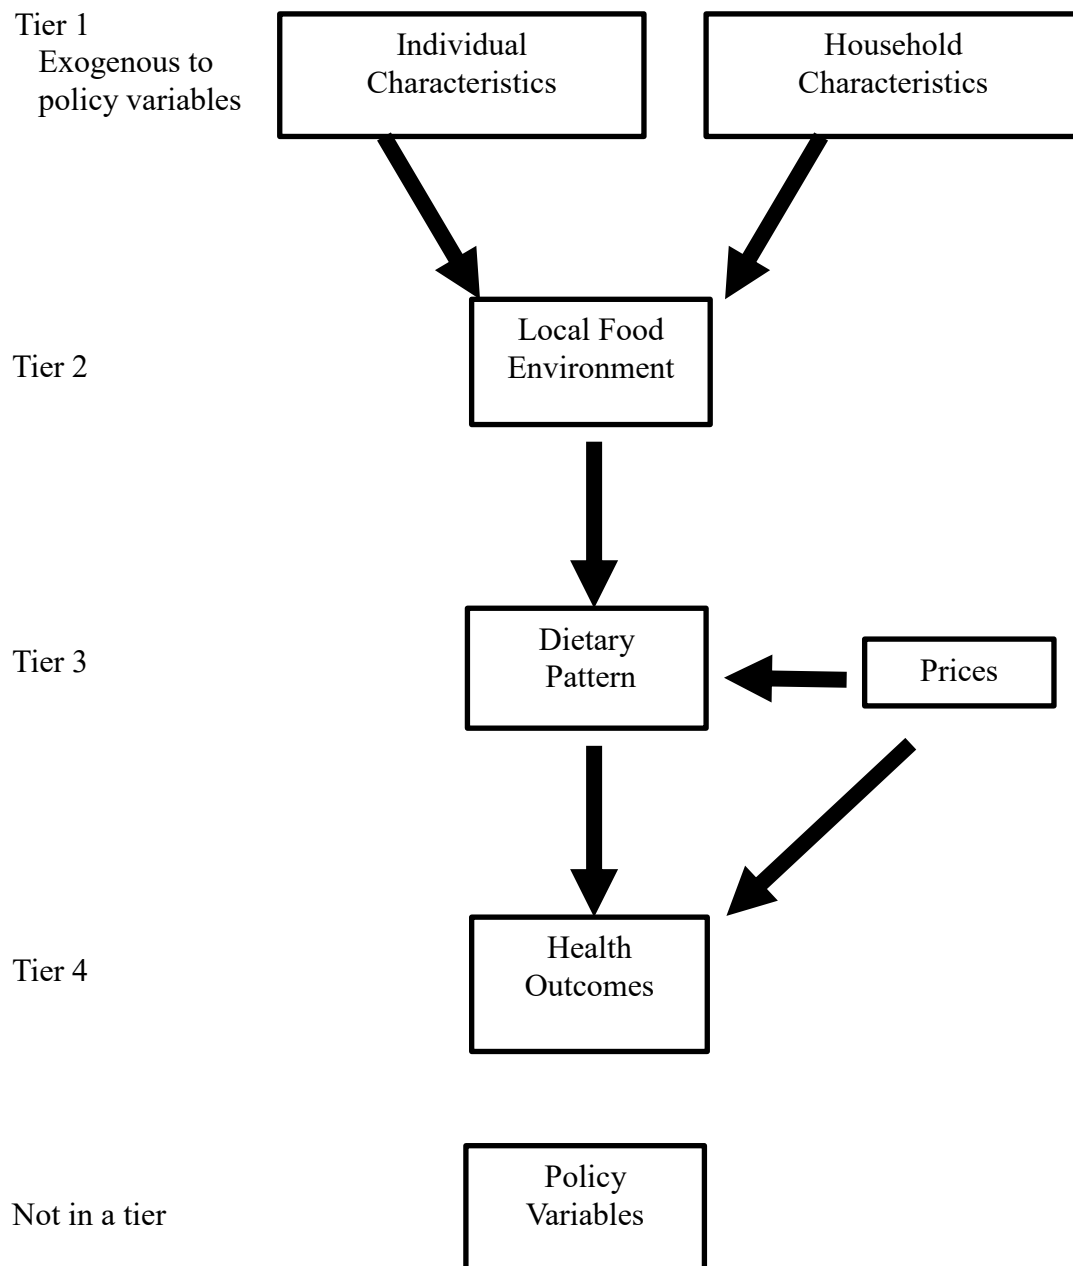 Tier 1
Exogenous to
policy variables
Individual
Characteristics
Household
Characteristics
Tier 2
Local Food
Environment
Tier 3
Dietary
Pattern
Prices
Tier 4
Health
Outcomes
Not in a tier
Policy
Variables